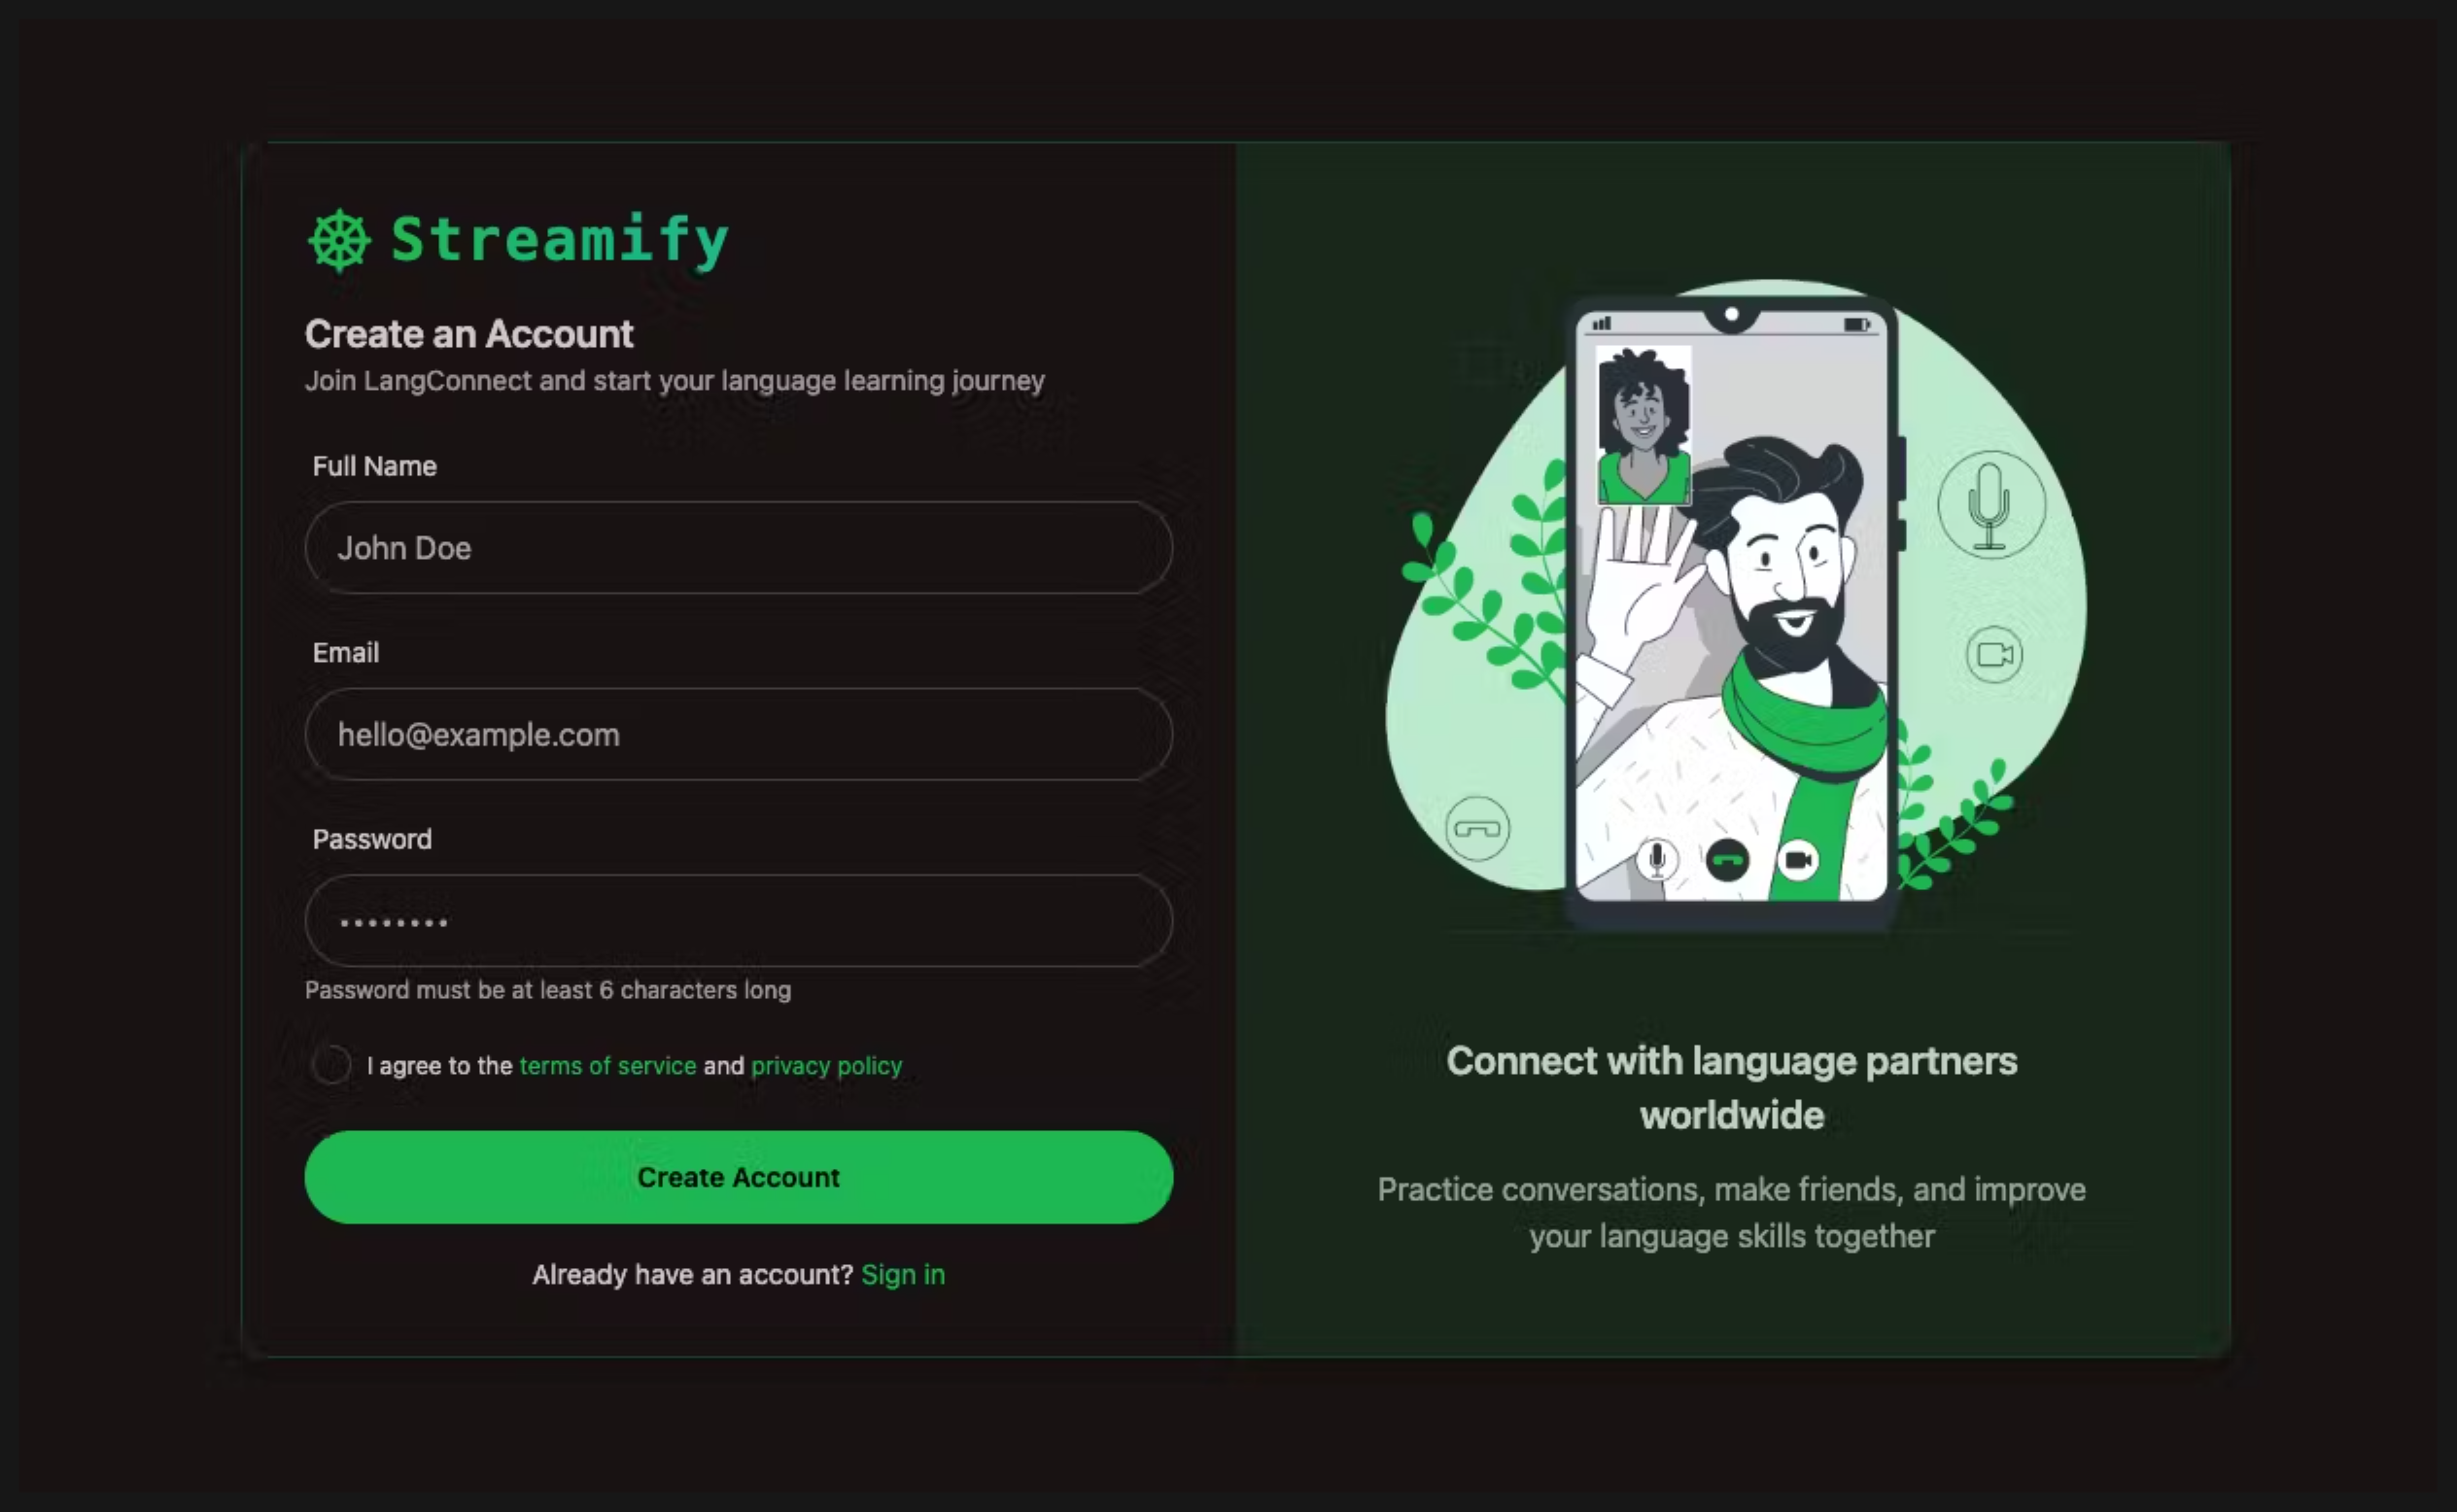 Streamify
Create an Account
Join LangConnect and start your language learning journey
Full Name
John Doe
Email
hello@example.com
Password
••••••••
Password must be at least 6 characters long
I agree to the terms of service and privacy policy
Create Account
Already have an account? Sign in
Connect with language partners
worldwide
Practice conversations, make friends, and improve
your language skills together